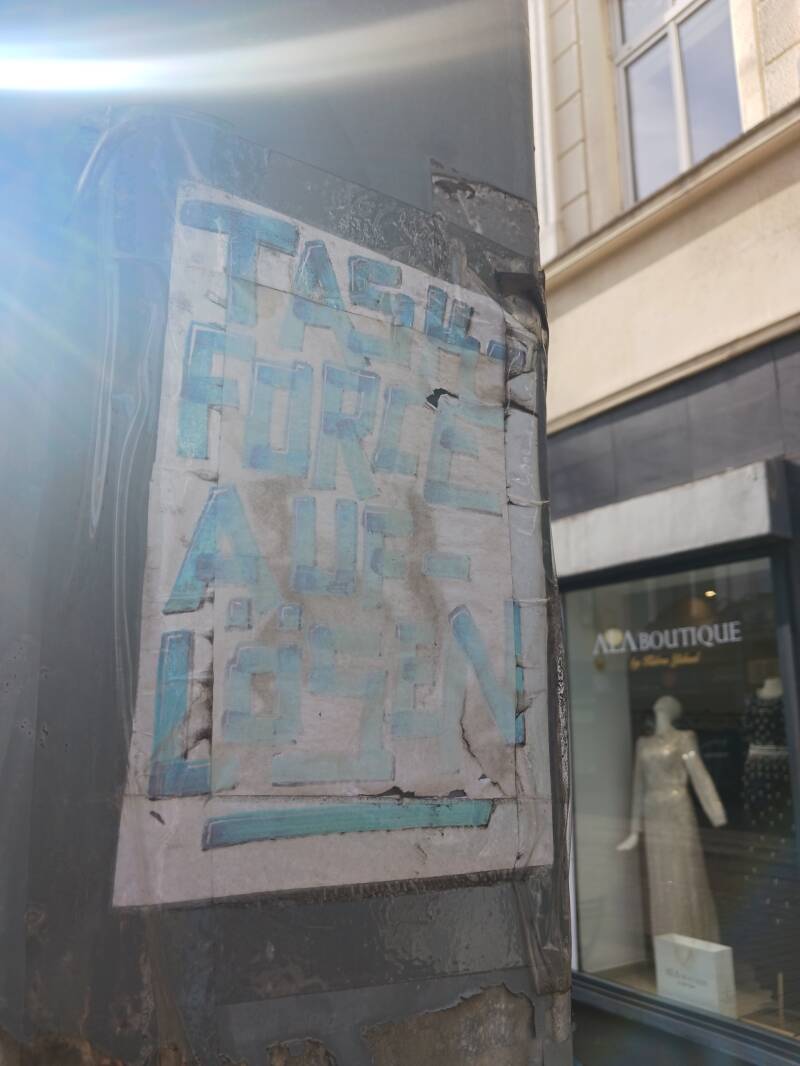 TASK-
FORCE
AUF-
LÖSEN
ALA BOUTIQUE